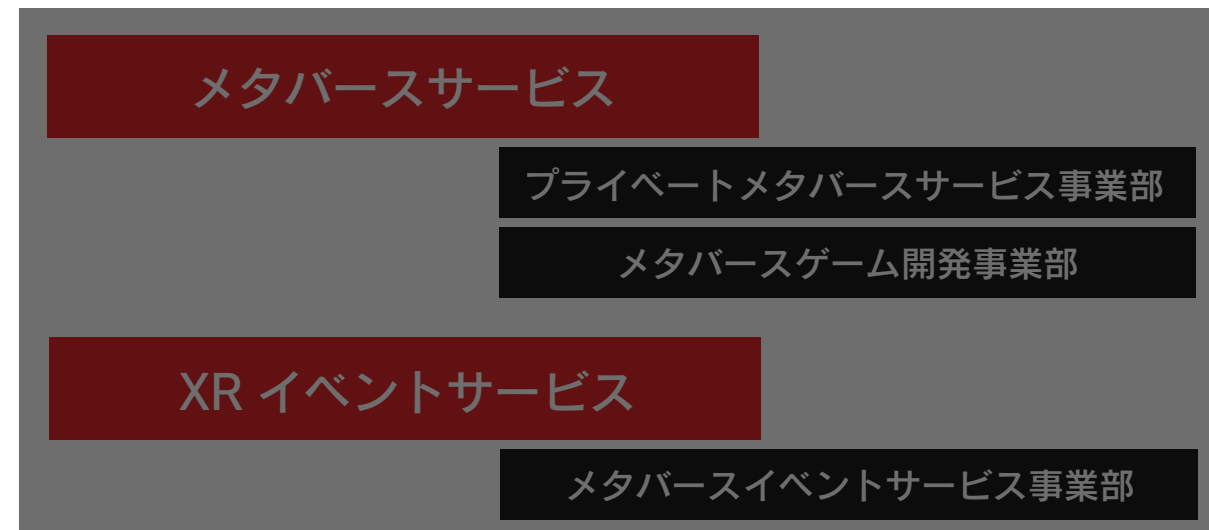 メタバースサービス
プライベートメタバースサービス事業部
メタバースゲーム開発事業部
XR イベントサービス
メタバースイベントサービス事業部